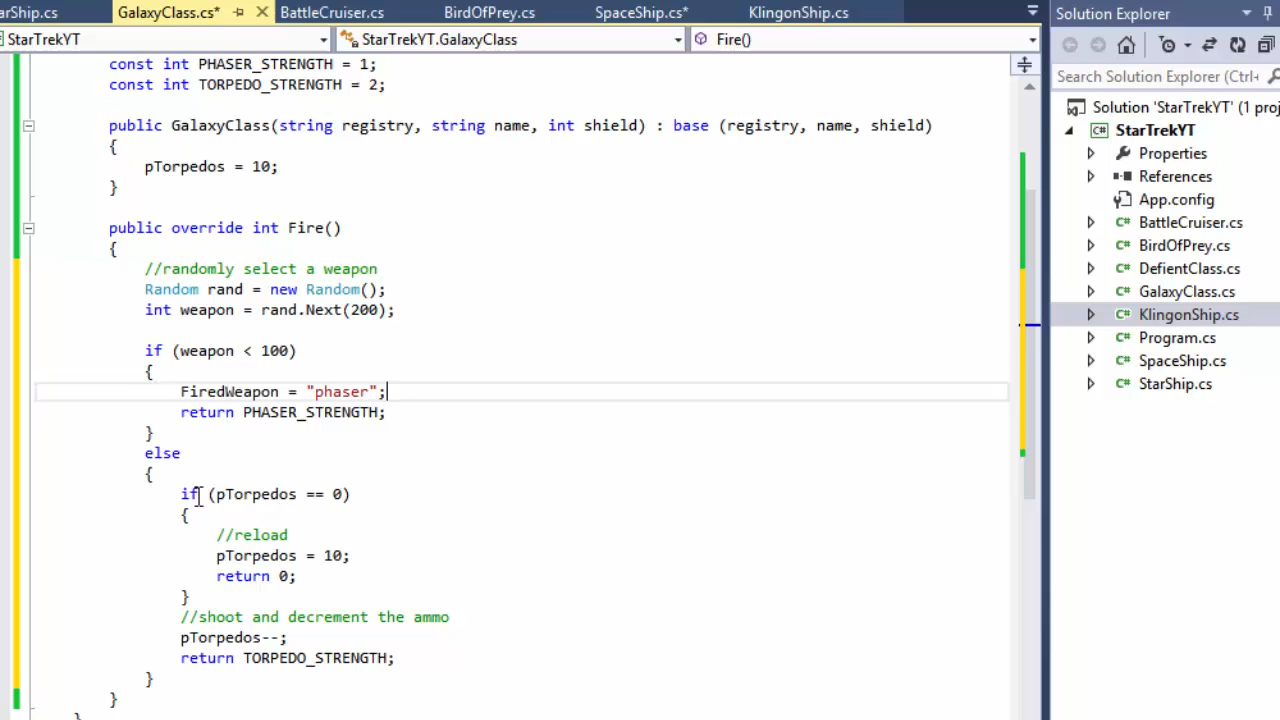 arShip.cs GalaxyClass.cs* BattleCruiser.cs BirdOfPrey.cs SpaceShip.cs* KlingonShip.cs
StarTrekYT StarTrekYT.GalaxyClass Fire()
const int PHASER_STRENGTH = 1;
const int TORPEDO_STRENGTH = 2;
public GalaxyClass(string registry, string name, int shield) : base (registry, name, shield)
{
pTorpedos = 10;
}
public override int Fire()
{
//randomly select a weapon
Random rand = new Random();
int weapon = rand.Next(200);
if (weapon < 100)
{
FiredWeapon = "phaser";
return PHASER_STRENGTH;
}
else
{
if (pTorpedos == 0)
{
//reload
pTorpedos = 10;
return 0;
}
//shoot and decrement the ammo
pTorpedos--;
return TORPEDO_STRENGTH;
}
}
}
Solution Explorer
Search Solution Explorer (Ctrl+
Solution 'StarTrekYT' (1 proj
C# StarTrekYT
Properties
References
App.config
C# BattleCruiser.cs
C# BirdOfPrey.cs
C# DefientClass.cs
C# GalaxyClass.cs
C# KlingonShip.cs
C# Program.cs
C# SpaceShip.cs
C# StarShip.cs